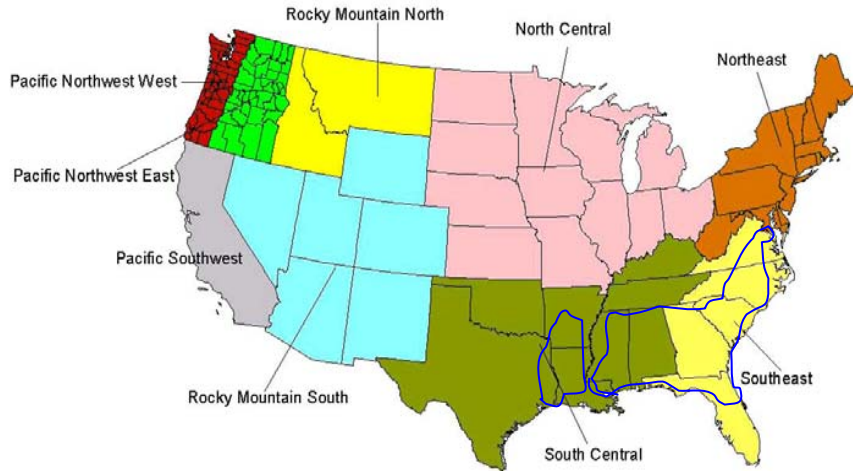 Rocky Mountain North
North Central
Northeast
Pacific Northwest West
Pacific Northwest East
Pacific Southwest
Southeast
Rocky Mountain South
South Central